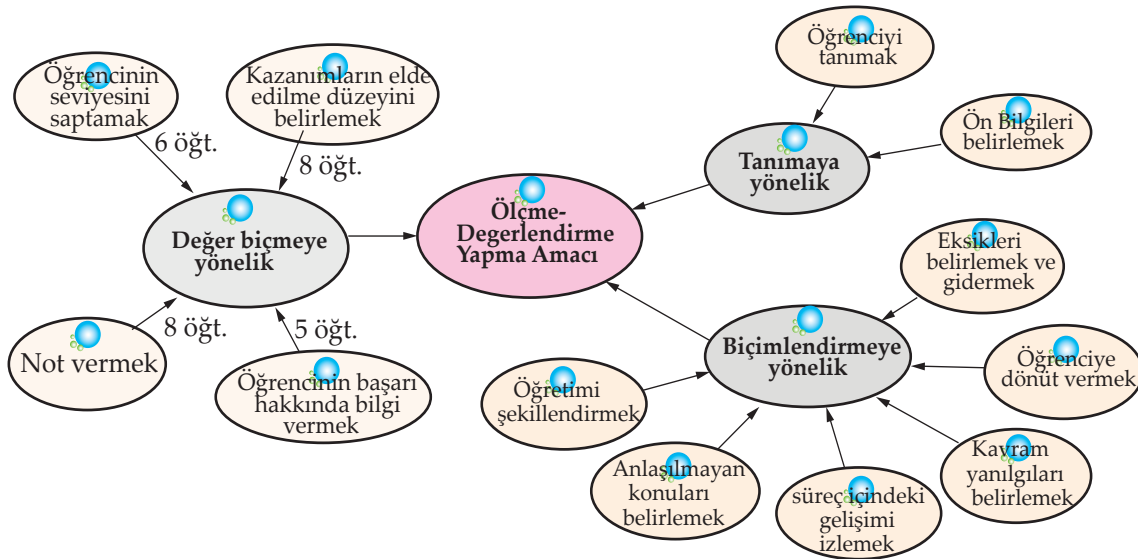 Öğrencinin
seviyesini
saptamak
Kazanımların elde
edilme düzeyini
belirlemek
6 öğt.
8 öğt.
Değer biçmeye
yönelik
8 öğt.
5 öğt.
Not vermek
Öğrencinin başarı
hakkında bilgi
vermek
Ölçme-
Degerlendirme
Yapma Amacı
Öğrenciyi
tanımak
Ön Bilgileri
belirlemek
Tanımaya
yönelik
Eksikleri
belirlemek ve
gidermek
Biçimlendirmeye
yönelik
Öğrenciye
dönüt vermek
Öğretimi
şekillendirmek
Anlaşılmayan
konuları
belirlemek
süreç içindeki
gelişimi
izlemek
Kavram
yanılgıları
belirlemek